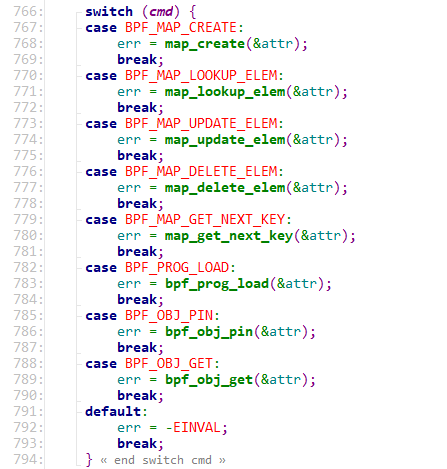 766: switch (cmd) {
767: case BPF_MAP_CREATE:
768: err = map_create(&attr);
769: break;
770: case BPF_MAP_LOOKUP_ELEM:
771: err = map_lookup_elem(&attr);
772: break;
773: case BPF_MAP_UPDATE_ELEM:
774: err = map_update_elem(&attr);
775: break;
776: case BPF_MAP_DELETE_ELEM:
777: err = map_delete_elem(&attr);
778: break;
779: case BPF_MAP_GET_NEXT_KEY:
780: err = map_get_next_key(&attr);
781: break;
782: case BPF_PROG_LOAD:
783: err = bpf_prog_load(&attr);
784: break;
785: case BPF_OBJ_PIN:
786: err = bpf_obj_pin(&attr);
787: break;
788: case BPF_OBJ_GET:
789: err = bpf_obj_get(&attr);
790: break;
791: default:
792: err = -EINVAL;
793: break;
794: } « end switch cmd »